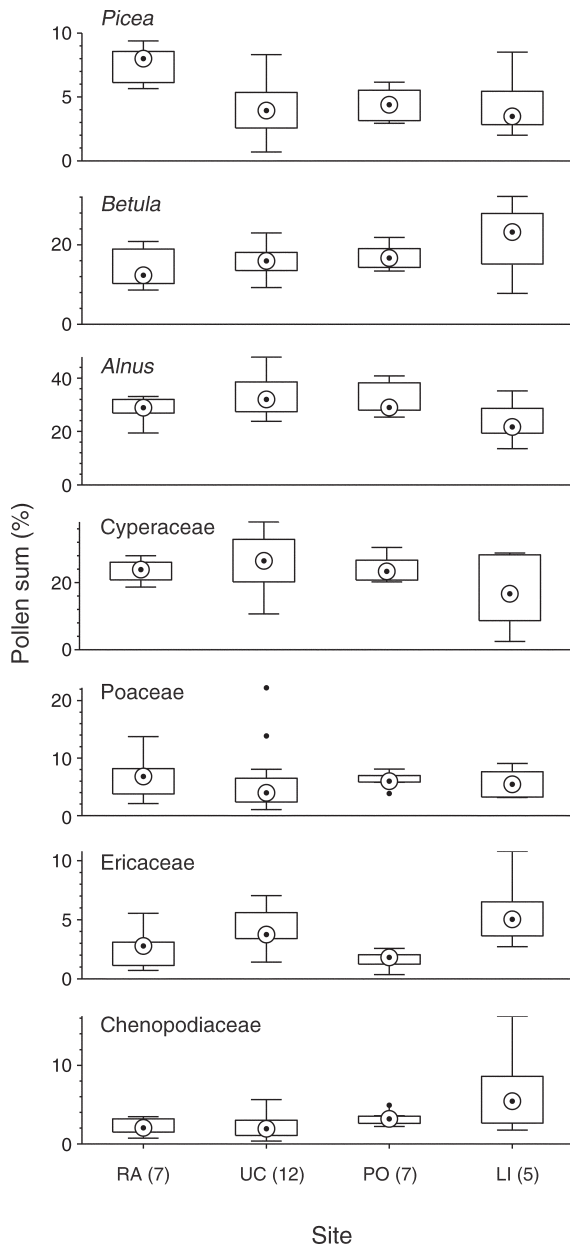 Picea
10
5
0
Betula
20
0
Alnus
40
20
0
Pollen sum (%)
Cyperaceae
20
0
Poaceae
20
10
0
Ericaceae
10
5
0
Chenopodiaceae
10
0
RA (7) UC (12) PO (7) LI (5)
Site